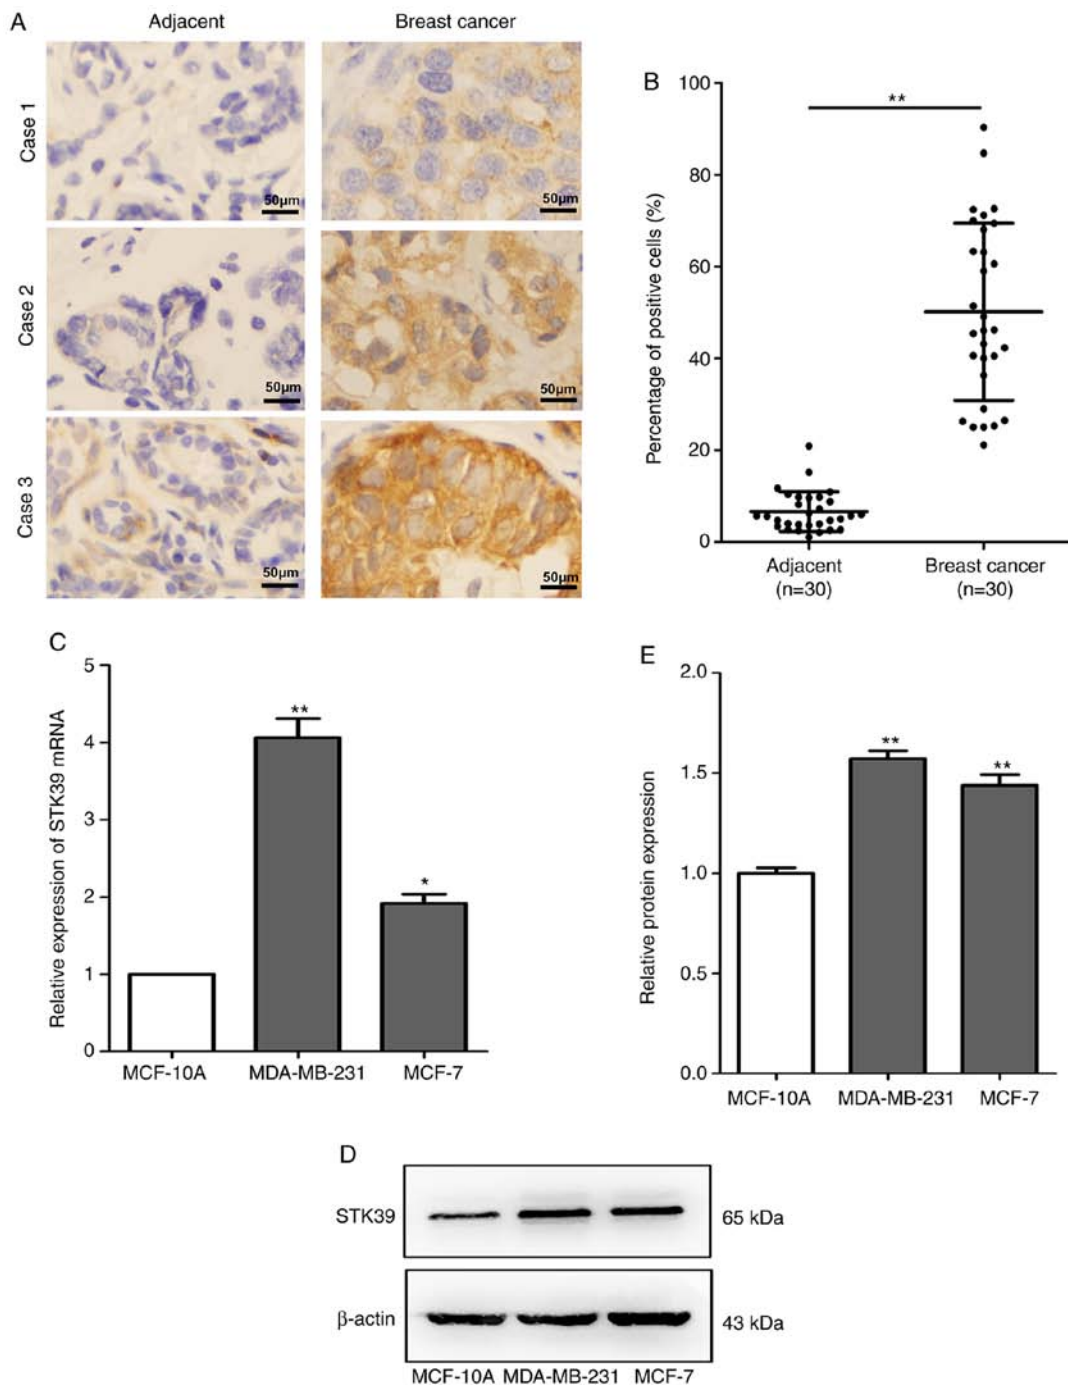 A
Adjacent
Breast cancer
Case 1
50µm
50µm
Case 2
50µm
50µm
Case 3
50µm
50µm
B
Percentage of positive cells (%)
100
80
60
40
20
0
**
Adjacent
(n=30)
Breast cancer
(n=30)
C
Relative expression of STK39 mRNA
5
4
3
2
1
0
**
*
MCF-10A
MDA-MB-231
MCF-7
E
Relative protein expression
2.0
1.5
1.0
0.5
0.0
**
**
MCF-10A
MDA-MB-231
MCF-7
D
STK39
65 kDa
β-actin
43 kDa
MCF-10A MDA-MB-231 MCF-7